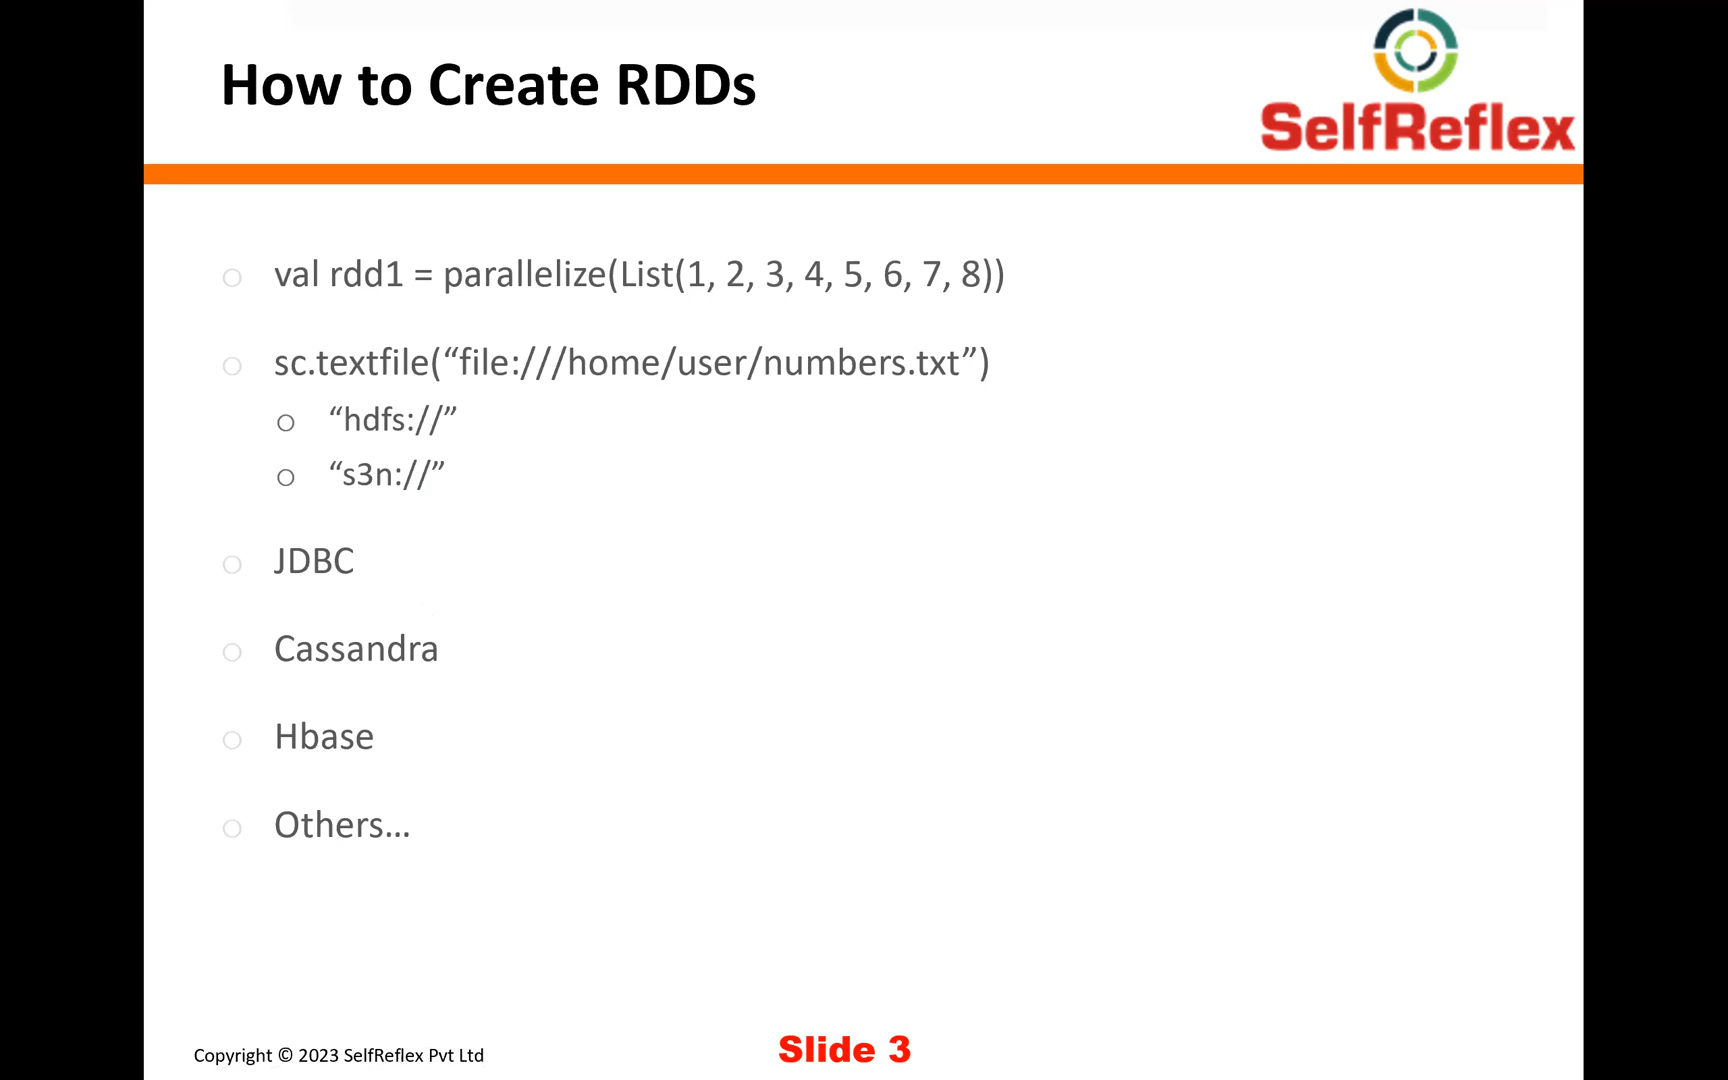 How to Create RDDs
SelfReflex
val rdd1 = parallelize(List(1, 2, 3, 4, 5, 6, 7, 8))
sc.textfile(“file:///home/user/numbers.txt”)
“hdfs://”
“s3n://”
JDBC
Cassandra
Hbase
Others…
Copyright © 2023 SelfReflex Pvt Ltd
Slide 3